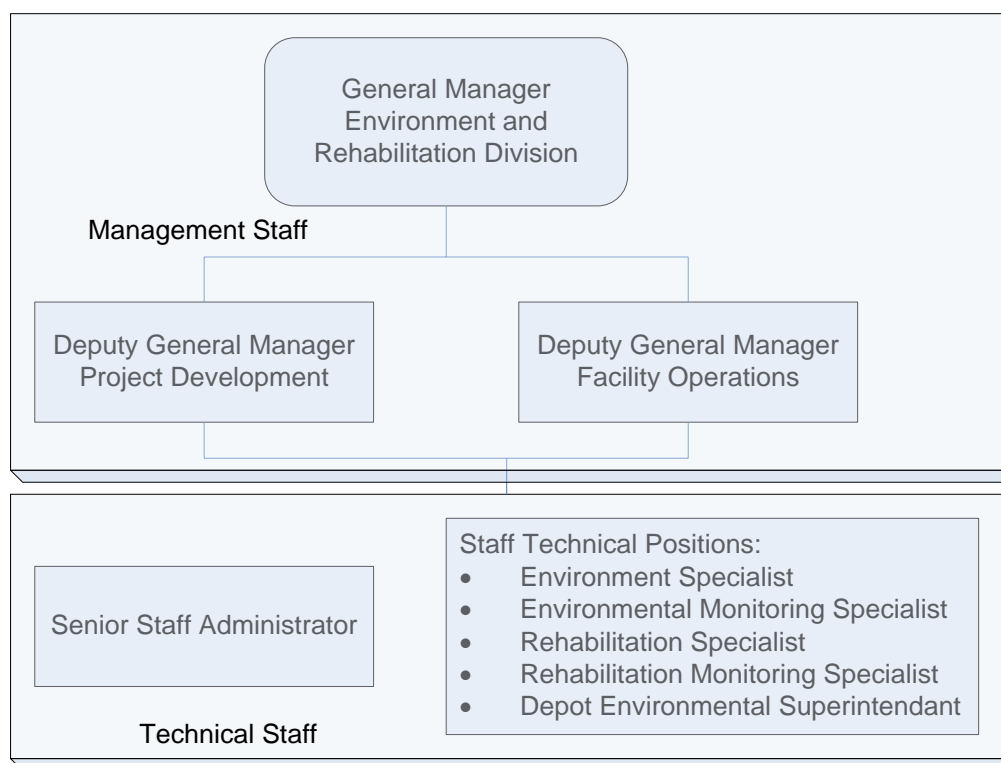 General Manager
Environment and
Rehabilitation Division
Management Staff
Deputy General Manager
Project Development
Deputy General Manager
Facility Operations
Senior Staff Administrator
Staff Technical Positions:
• Environment Specialist
• Environmental Monitoring Specialist
• Rehabilitation Specialist
• Rehabilitation Monitoring Specialist
• Depot Environmental Superintendant
Technical Staff